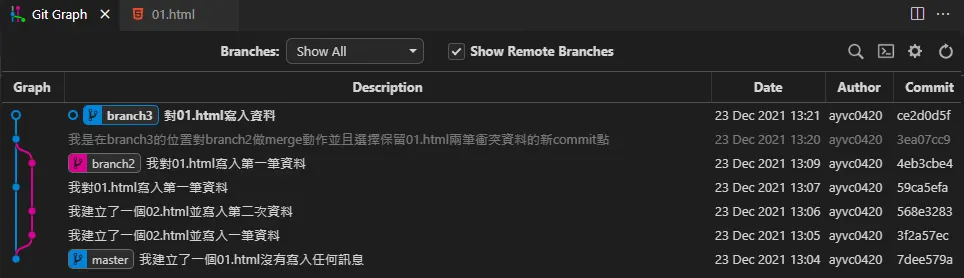 Git Graph 01.html
Branches: Show All Show Remote Branches
Graph Description Date Author Commit
branch3 對01.html寫入資料 23 Dec 2021 13:21 ayvc0420 ce2d0d5f
我是在branch3的位置對branch2做merge動作並且選擇保留01.html兩筆衝突資料的新commit點 23 Dec 2021 13:20 ayvc0420 3ea07cc9
branch2 我對01.html寫入第一筆資料 23 Dec 2021 13:09 ayvc0420 4eb3cbe4
我對01.html寫入第一筆資料 23 Dec 2021 13:07 ayvc0420 59ca5efa
我建立了一個02.html並寫入第二次資料 23 Dec 2021 13:06 ayvc0420 568e3283
我建立了一個02.html並寫入一筆資料 23 Dec 2021 13:05 ayvc0420 3f2a57ec
master 我建立了一個01.html沒有寫入任何訊息 23 Dec 2021 13:04 ayvc0420 7dee579a